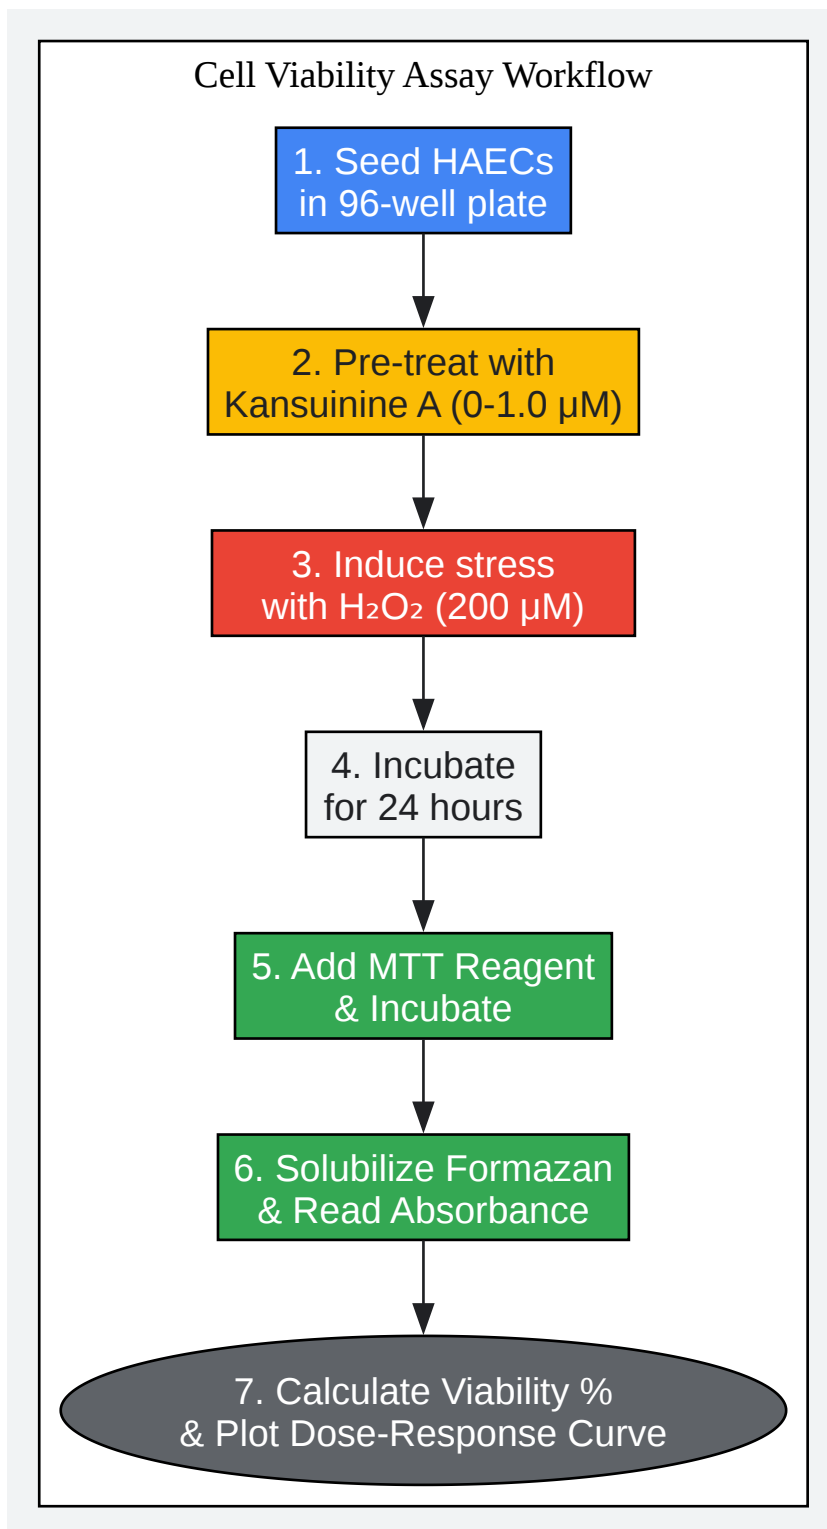 Cell Viability Assay Workflow
1. Seed HAECs
in 96-well plate
2. Pre-treat with
Kansuinine A (0-1.0 μM)
3. Induce stress
with H₂O₂ (200 μM)
4. Incubate
for 24 hours
5. Add MTT Reagent
& Incubate
6. Solubilize Formazan
& Read Absorbance
7. Calculate Viability %
& Plot Dose-Response Curve